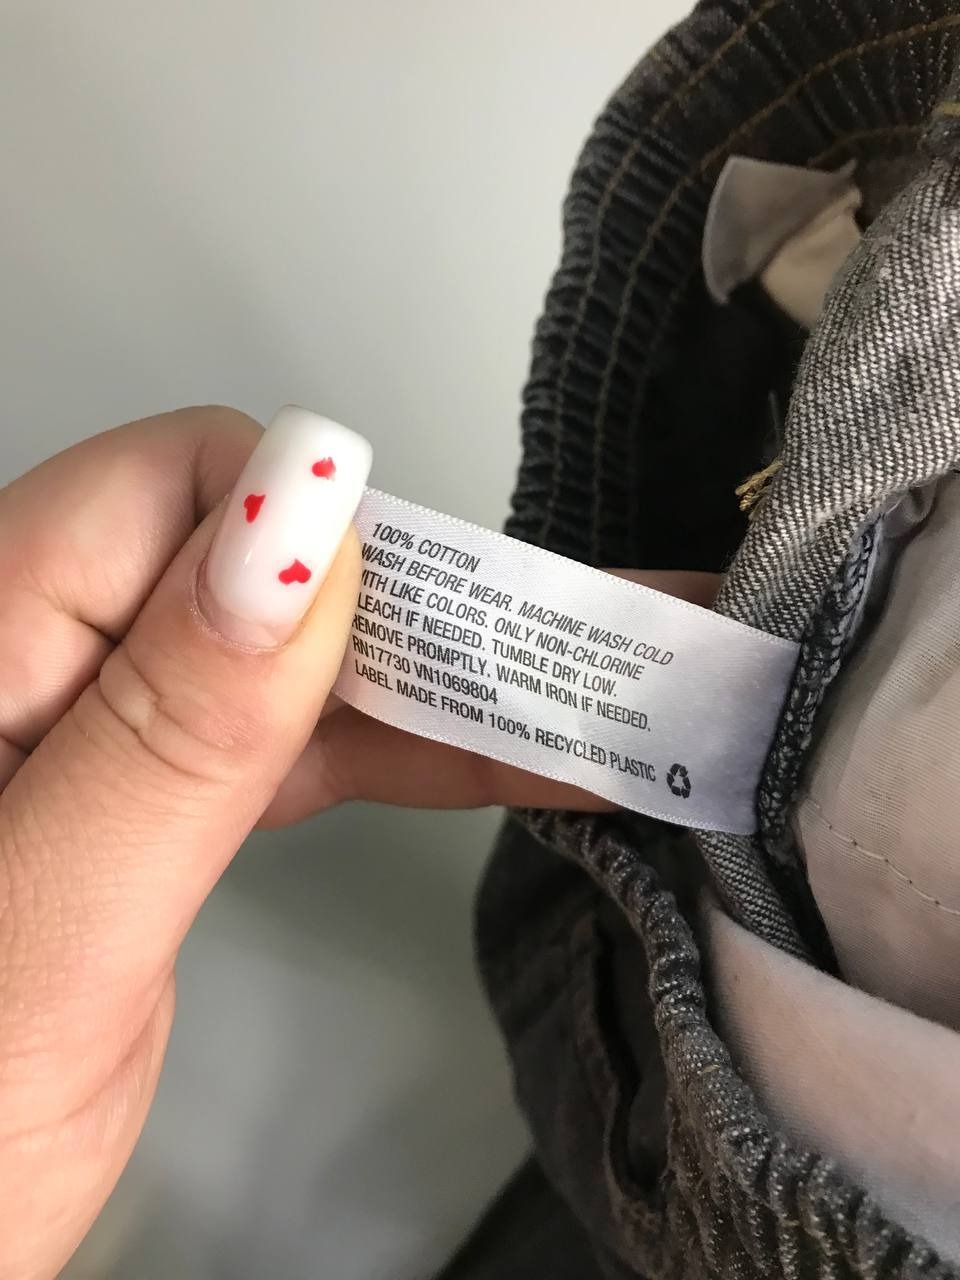 100% COTTON
WASH BEFORE WEAR. MACHINE WASH COLD
ITH LIKE COLORS. ONLY NON-CHLORINE
LEACH IF NEEDED. TUMBLE DRY LOW.
REMOVE PROMPTLY. WARM IRON IF NEEDED.
RN17730 VN1069804
LABEL MADE FROM 100% RECYCLED PLASTIC